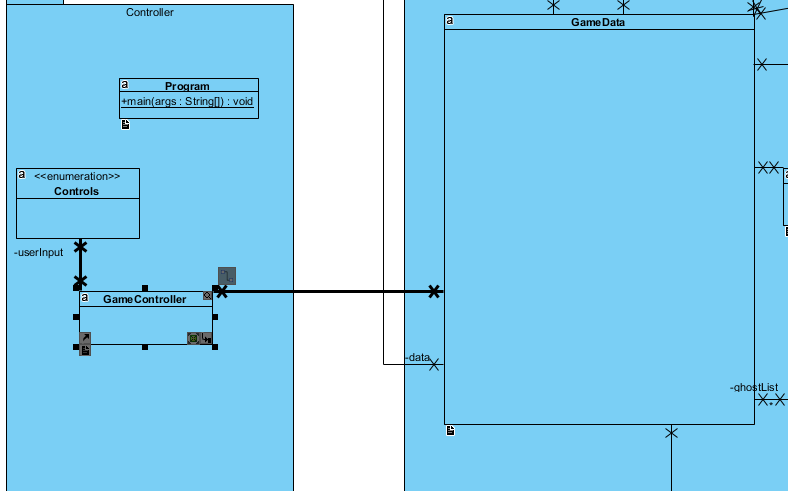 Controller
a
Program
+main(args : String[]) : void
a
<<enumeration>>
Controls
-userInput
a
GameController
a
GameData
-data
-ghostList